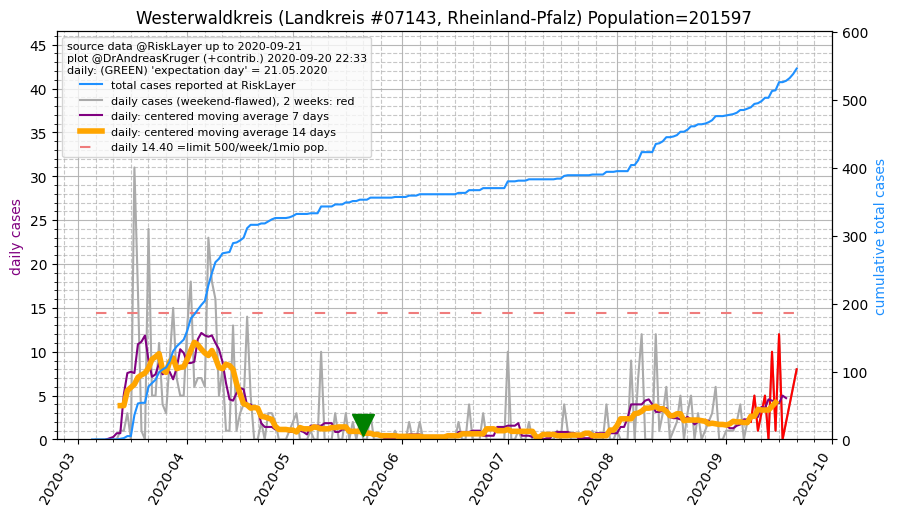 Westerwaldkreis (Landkreis #07143, Rheinland-Pfalz) Population=201597
source data @RiskLayer up to 2020-09-21
plot @DrAndreasKruger (+contrib.) 2020-09-20 22:33
daily: (GREEN) 'expectation day' = 21.05.2020
total cases reported at RiskLayer
daily cases (weekend-flawed), 2 weeks: red
daily: centered moving average 7 days
daily: centered moving average 14 days
daily 14.40 =limit 500/week/1mio pop.
daily cases
45
40
35
30
25
20
15
10
5
0
cumulative total cases
600
500
400
300
200
100
0
2020-03
2020-04
2020-05
2020-06
2020-07
2020-08
2020-09
2020-10